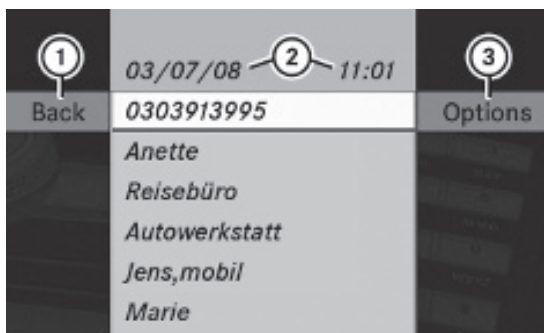 1 2 3
03/07/08 11:01
Back 0303913995 Options
Anette
Reisebüro
Autowerkstatt
Jens,mobil
Marie